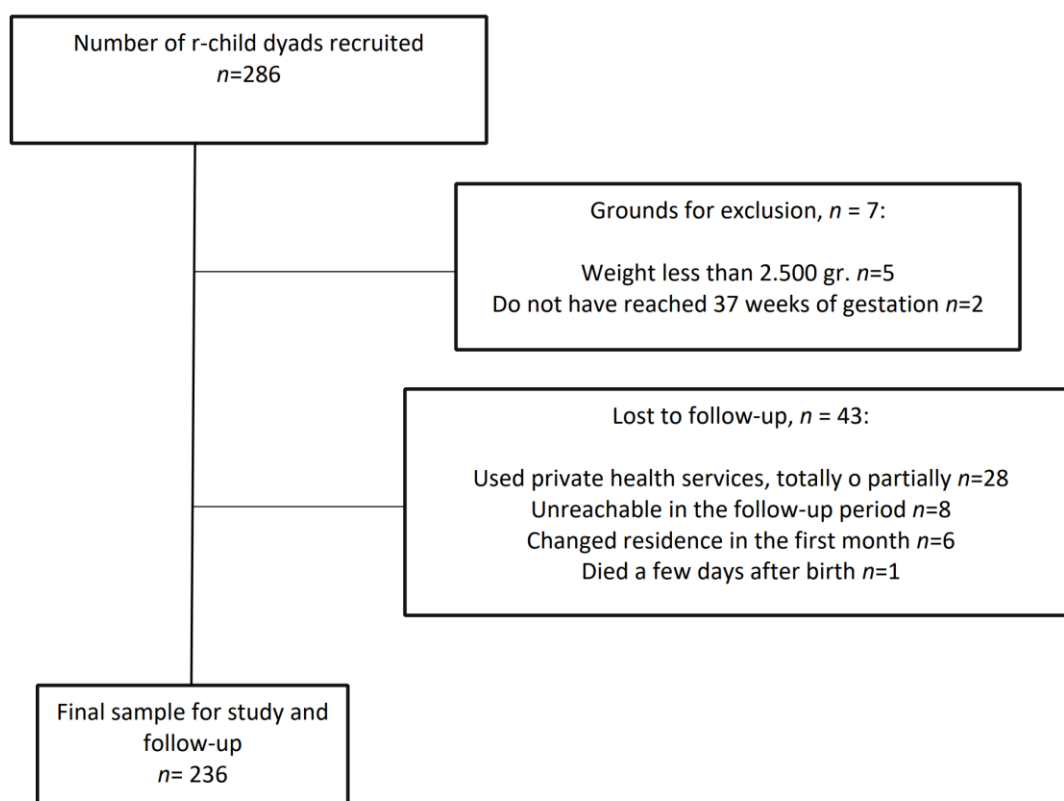 Number of r-child dyads recruited
n=286
Grounds for exclusion, n = 7:
Weight less than 2.500 gr. n=5
Do not have reached 37 weeks of gestation n=2
Lost to follow-up, n = 43:
Used private health services, totally o partially n=28
Unreachable in the follow-up period n=8
Changed residence in the first month n=6
Died a few days after birth n=1
Final sample for study and
follow-up
n= 236